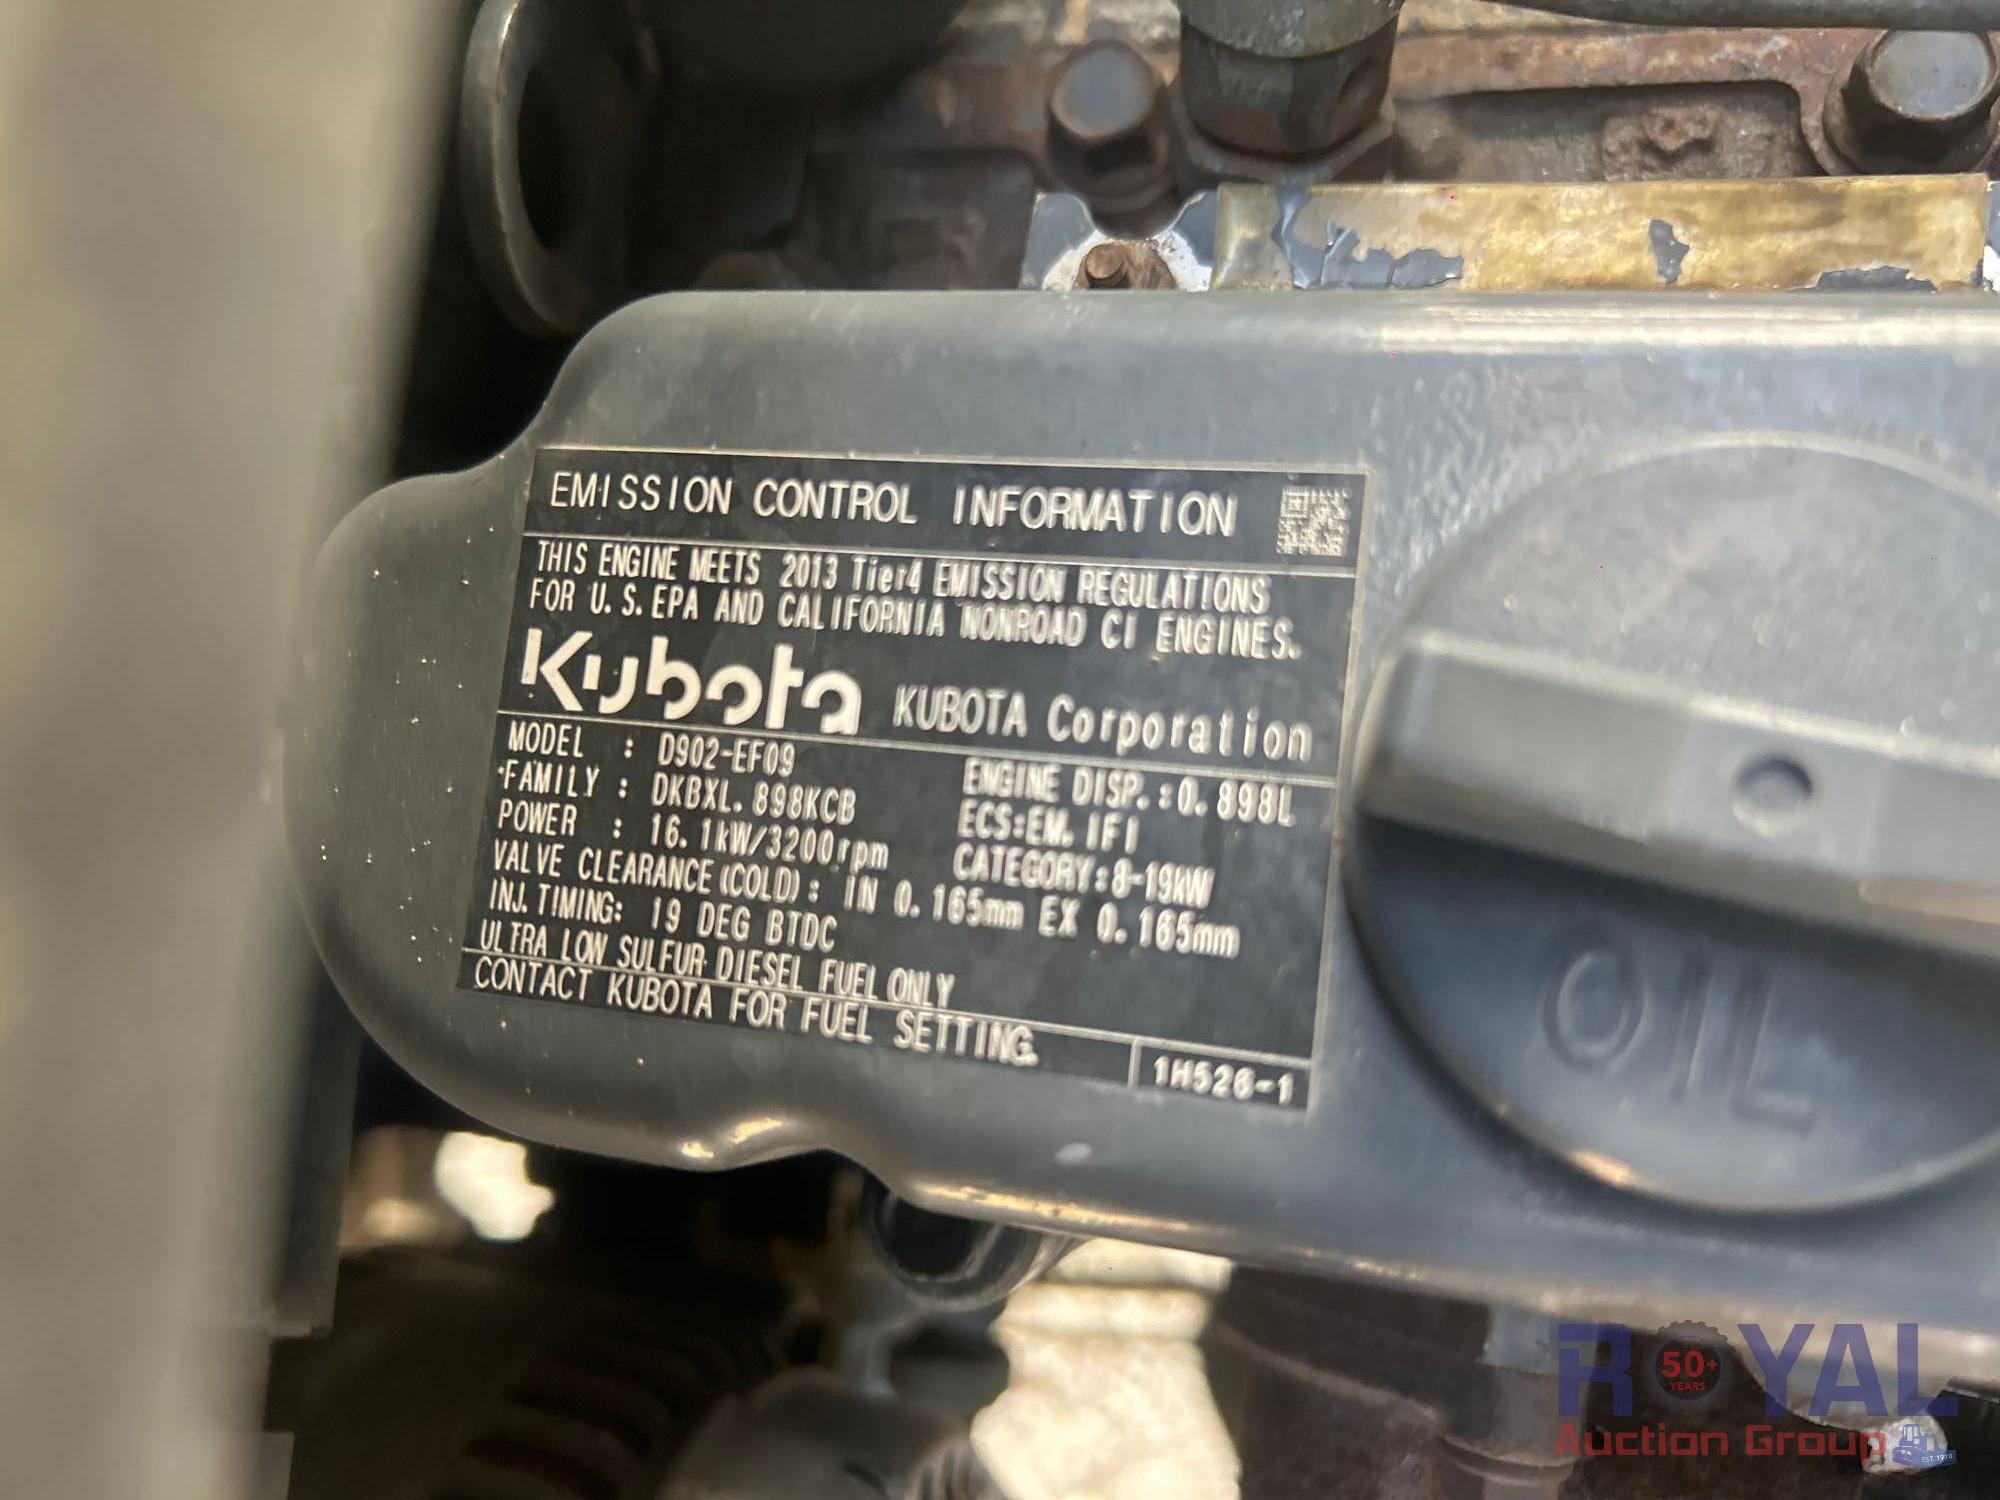 EMISSION CONTROL INFORMATION
THIS ENGINE MEETS 2013 Tier4 EMISSION REGULATIONS
FOR U.S.EPA AND CALIFORNIA NONROAD CI ENGINES.
Kubota KUBOTA Corporation
MODEL : D902-EF09
ENGINE DISP.:0.898L
FAMILY : DKBXL.898KCB
ECS:EM.IFI
POWER : 16.1kW/3200rpm
CATEGORY:8-19kW
VALVE CLEARANCE(COLD): IN 0.165mm EX 0.165mm
INJ.TIMING: 19 DEG BTDC
ULTRA LOW SULFUR DIESEL FUEL ONLY
CONTACT KUBOTA FOR FUEL SETTING.
1H526-1
OIL
ROYAL
50+
YEARS
Auction Group
EST. 1970